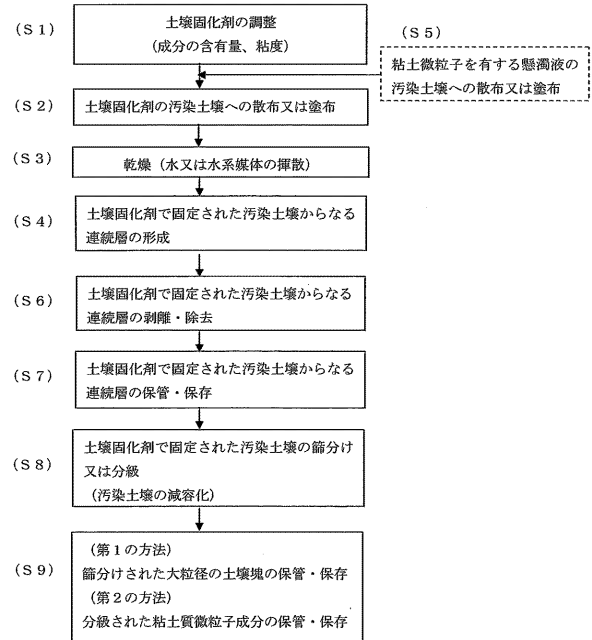 (S1)
土壌固化剤の調整
(成分の含有量、粘度)
(S5)
粘土微粒子を有する懸濁液の
汚染土壌への散布又は塗布
(S2)
土壌固化剤の汚染土壌への散布又は塗布
(S3)
乾燥(水又は水系媒体の揮散)
(S4)
土壌固化剤で固定された汚染土壌からなる
連続層の形成
(S6)
土壌固化剤で固定された汚染土壌からなる
連続層の剥離・除去
(S7)
土壌固化剤で固定された汚染土壌からなる
連続層の保管・保存
(S8)
土壌固化剤で固定された汚染土壌の篩分け
又は分級
(汚染土壌の減容化)
(S9)
(第1の方法)
篩分けされた大粒径の土壌塊の保管・保存
(第2の方法)
分級された粘土質微粒子成分の保管・保存